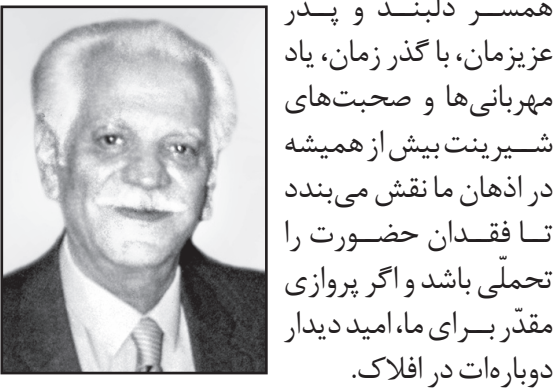 همسر دلبند و پدر
عزیزمان، با گذر زمان، یاد
مهربانی‌ها و صحبت‌های
شیرینت بیش از همیشه
در اذهان ما نقش می‌بندد
تا فقدان حضورت را
تحملّی باشد و اگر پروازی
مقدّر برای ما، امید دیدار
دوباره‌ات در افلاک.